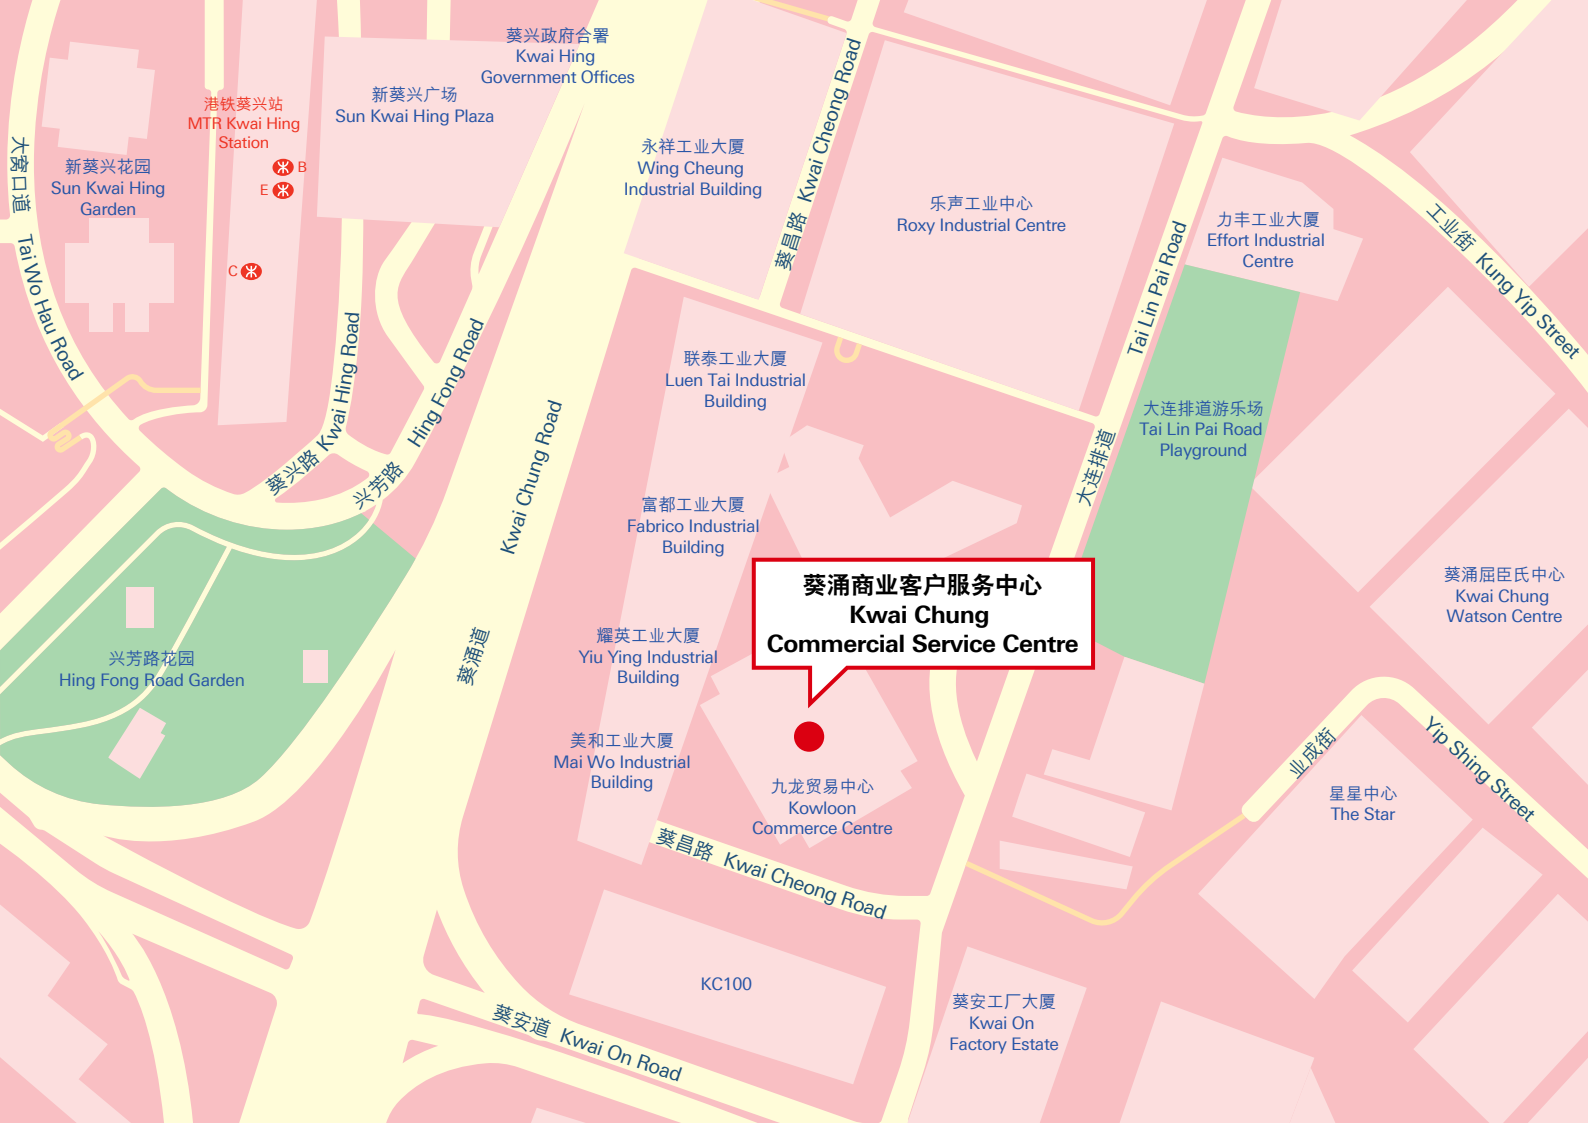 葵兴政府合署
Kwai Hing
Government Offices
新葵兴广场
Sun Kwai Hing Plaza
港铁葵兴站
MTR Kwai Hing
Station
B
E
C
大窝口道 Tai Wo Hau Road
新葵兴花园
Sun Kwai Hing
Garden
永祥工业大厦
Wing Cheung
Industrial Building
葵昌路 Kwai Cheong Road
乐声工业中心
Roxy Industrial Centre
力丰工业大厦
Effort Industrial
Centre
工业街 Kung Yip Street
大连排道 Tai Lin Pai Road
葵兴路 Kwai Hing Road
兴芳路 Hing Fong Road
葵涌道 Kwai Chung Road
联泰工业大厦
Luen Tai Industrial
Building
大连排道游乐场
Tai Lin Pai Road
Playground
富都工业大厦
Fabrico Industrial
Building
葵涌商业客户服务中心
Kwai Chung
Commercial Service Centre
葵涌屈臣氏中心
Kwai Chung
Watson Centre
耀英工业大厦
Yiu Ying Industrial
Building
兴芳路花园
Hing Fong Road Garden
美和工业大厦
Mai Wo Industrial
Building
九龙贸易中心
Kowloon
Commerce Centre
业成街 Yip Shing Street
星星中心
The Star
葵昌路 Kwai Cheong Road
KC100
葵安工厂大厦
Kwai On
Factory Estate
葵安道 Kwai On Road